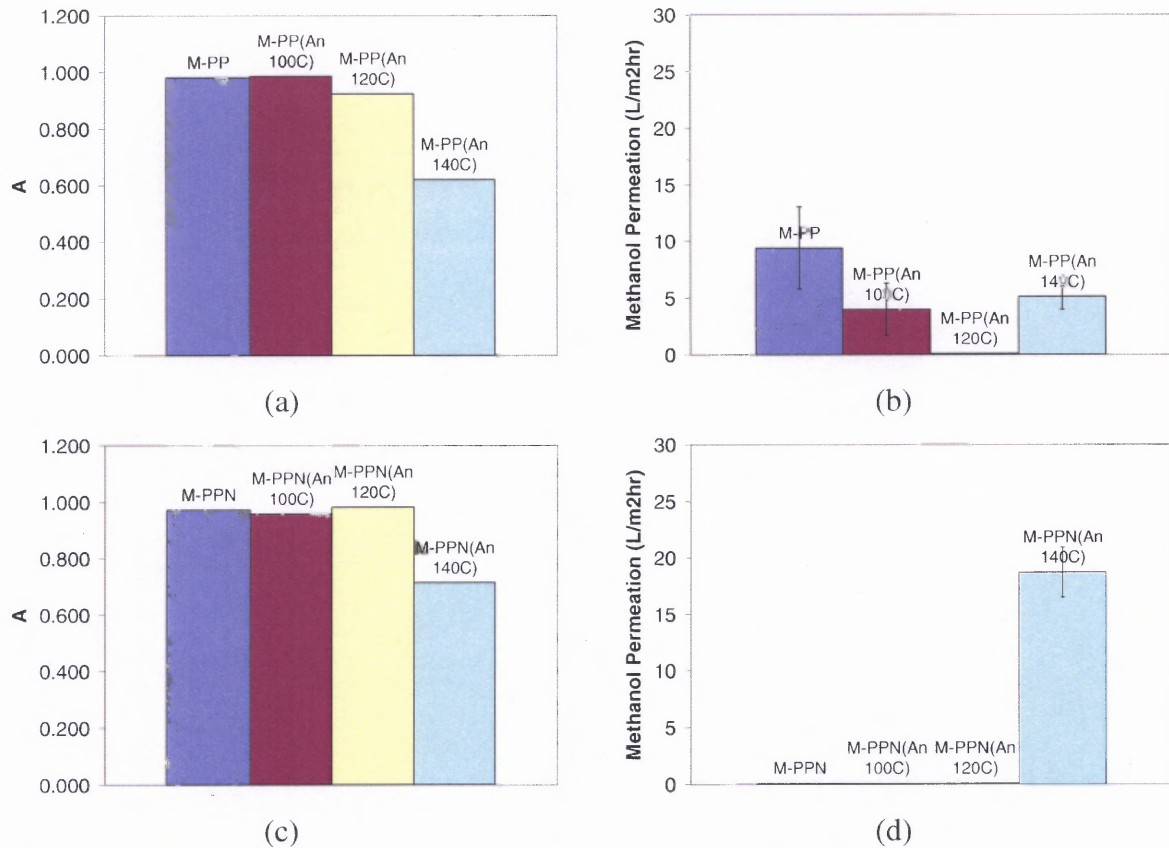 1.200
1.000
0.800
0.600
0.400
0.200
0.000
A
M-PP
M-PP(An
100C)
M-PP(An
120C)
M-PP(An
140C)
(a)
30
25
20
15
10
5
0
Methanol Permeation (L/m2hr)
M-PP
M-PP(An
100C)
M-PP(An
120C)
M-PP(An
140C)
(b)
1.200
1.000
0.800
0.600
0.400
0.200
0.000
A
M-PPN
M-PPN(An
100C)
M-PPN(An
120C)
M-PPN(An
140C)
(c)
30
25
20
15
10
5
0
Methanol Permeation (L/m2hr)
M-PPN
M-PPN(An
100C)
M-PPN(An
120C)
M-PPN(An
140C)
(d)